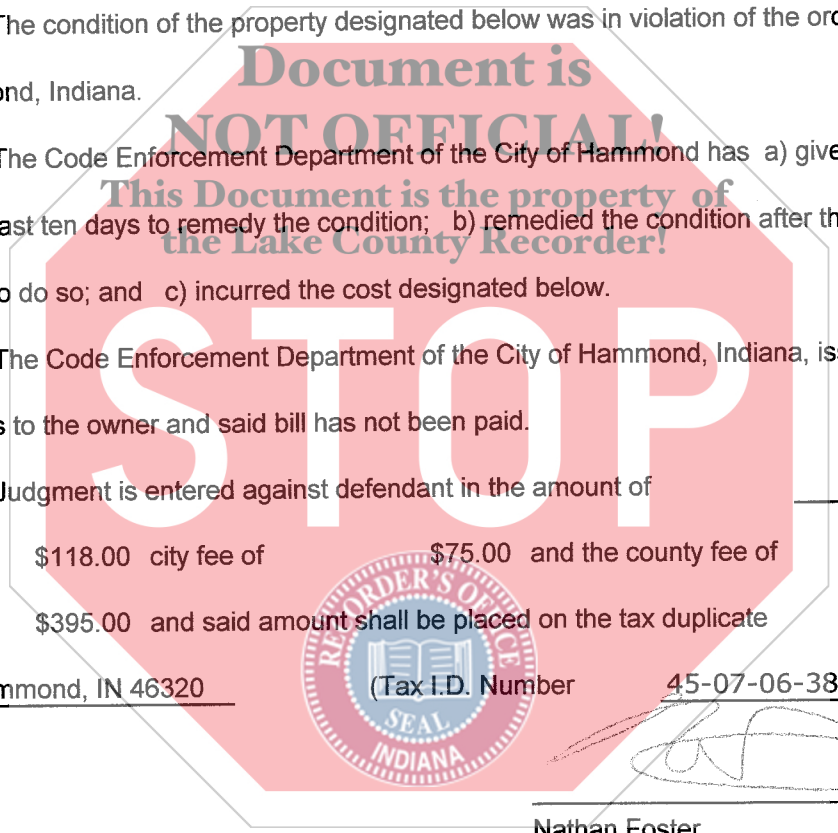 The condition of the property designated below was in violation of the ord
Document is
ond, Indiana.
NOT OFFICIAL!
The Code Enforcement Department of the City of Hammond has a) give
This Document is the property of
ast ten days to remedy the condition; b) remedied the condition after th
the Lake County Recorder!
o do so; and c) incurred the cost designated below.
STOP
The Code Enforcement Department of the City of Hammond, Indiana, iss
s to the owner and said bill has not been paid.
Judgment is entered against defendant in the amount of
$118.00 city fee of $75.00 and the county fee of
$395.00 and said amount shall be placed on the tax duplicate
RECORDER'S OFFICE
mmond, IN 46320 (Tax I.D. Number 45-07-06-38
SEAL
INDIANA
Nathan Foster